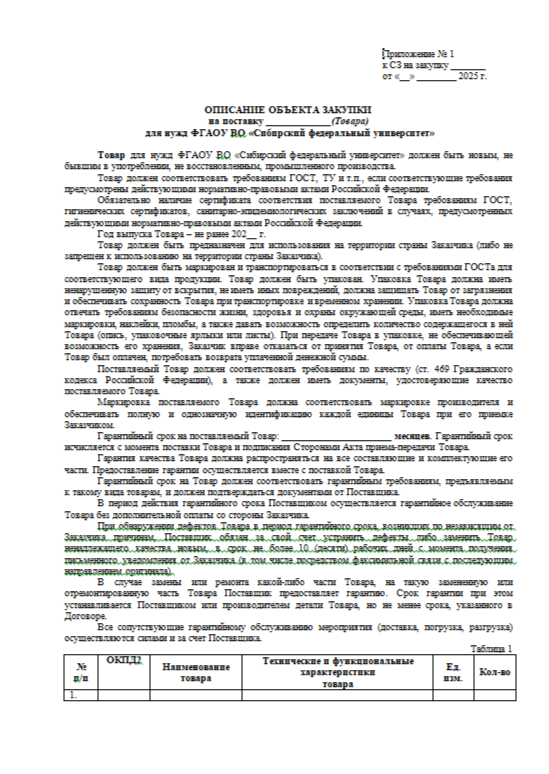 Приложение № 1
к СЗ на закупку _______
от «__» ________ 2025 г.
ОПИСАНИЕ ОБЪЕКТА ЗАКУПКИ
на поставку _____________(Товара)
для нужд ФГАОУ ВО «Сибирский федеральный университет»
Товар для нужд ФГАОУ ВО «Сибирский федеральный университет» должен быть новым, не
бывшим в употреблении, не восстановленным, промышленного производства.
Товар должен соответствовать требованиям ГОСТ, ТУ и т.п., если соответствующие требования
предусмотрены действующими нормативно-правовыми актами Российской Федерации.
Обязательно наличие сертификата соответствия поставляемого Товара требованиям ГОСТ,
гигиенических сертификатов, санитарно-эпидемиологических заключений в случаях, предусмотренных
действующими нормативно-правовыми актами Российской Федерации.
Год выпуска Товара – не ранее 202__ г.
Товар должен быть предназначен для использования на территории страны Заказчика (либо не
запрещен к использованию на территории страны Заказчика).
Товар должен быть маркирован и транспортироваться в соответствии с требованиями ГОСТа для
соответствующего вида продукции. Товар должен быть упакован. Упаковка Товара должна иметь
ненарушенную защиту от вскрытия, не иметь иных повреждений, должна защищать Товар от загрязнения
и обеспечивать сохранность Товара при транспортировке и временном хранении. Упаковка Товара должна
отвечать требованиям безопасности жизни, здоровья и охраны окружающей среды, иметь необходимые
маркировки, наклейки, пломбы, а также давать возможность определить количество содержащегося в ней
Товара (опись, упаковочные ярлыки или листы). При передаче Товара в упаковке, не обеспечивающей
возможность его хранения, Заказчик вправе отказаться от принятия Товара, от оплаты Товара, а если
Товар был оплачен, потребовать возврата уплаченной денежной суммы.
Поставляемый Товар должен соответствовать требованиям по качеству (ст. 469 Гражданского
кодекса Российской Федерации), а также должен иметь документы, удостоверяющие качество
поставляемого Товара.
Маркировка поставляемого Товара должна соответствовать маркировке производителя и
обеспечивать полную и однозначную идентификацию каждой единицы Товара при его приемке
Заказчиком.
Гарантийный срок на поставляемый Товар: ______________________ месяцев. Гарантийный срок
исчисляется с момента поставки Товара и подписания Сторонами Акта приема-передачи Товара.
Гарантия качества Товара должна распространяться на все составляющие и комплектующие его
части. Предоставление гарантии осуществляется вместе с поставкой Товара.
Гарантийный срок на Товар должен соответствовать гарантийным требованиям, предъявляемым
к такому вида товарам, и должен подтверждаться документами от Поставщика.
В период действия гарантийного срока Поставщиком осуществляется гарантийное обслуживание
Товара без дополнительной оплаты со стороны Заказчика.
При обнаружении дефектов Товара в период гарантийного срока, возникших по независящим от
Заказчика причинам, Поставщик обязан за свой счет устранить дефекты либо заменить Товар
ненадлежащего качества новым, в срок не более 10 (десяти) рабочих дней с момента получения
письменного уведомления от Заказчика (в том числе посредством факсимильной связи с последующим
направлением оригинала).
В случае замены или ремонта какой-либо части Товара, на такую замененную или
отремонтированную часть Товара Поставщик предоставляет гарантию. Срок гарантии при этом
устанавливается Поставщиком или производителем детали Товара, но не менее срока, указанного в
Договоре.
Все сопутствующие гарантийному обслуживанию мероприятия (доставка, погрузка, разгрузка)
осуществляются силами и за счет Поставщика.
Таблица 1
№ п/п
ОКПД2
Наименование товара
Технические и функциональные характеристики товара
Ед. изм.
Кол-во
1.